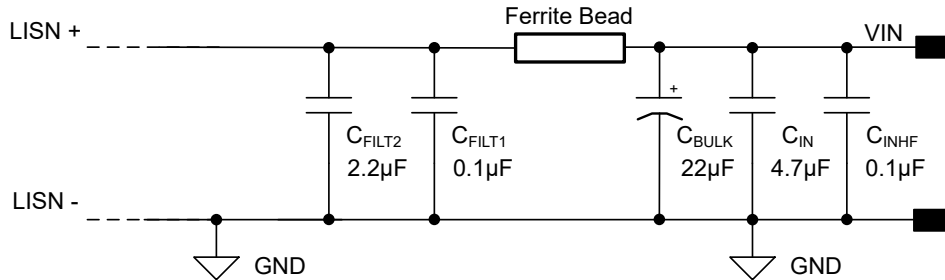 Ferrite Bead
LISN +
VIN
+
CFILT2
2.2µF
CFILT1
0.1µF
CBULK
22µF
CIN
4.7µF
CINHF
0.1µF
LISN -
GND
GND